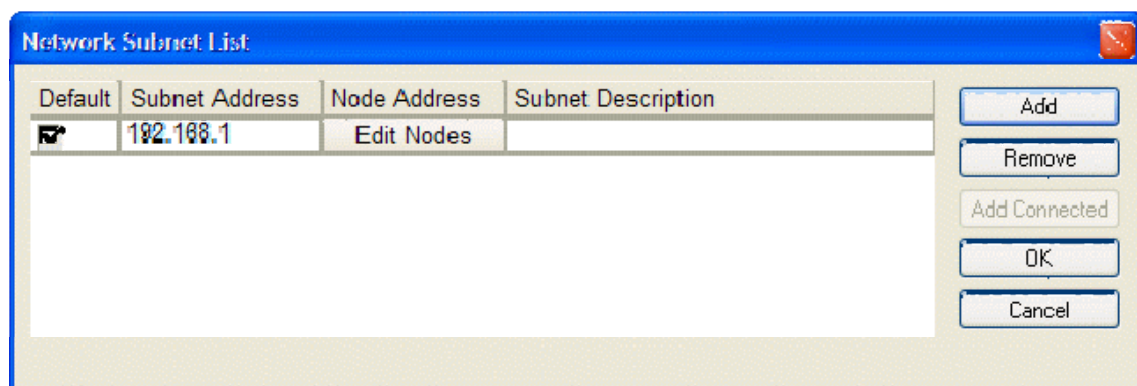 Network Subnet List
Default Subnet Address Node Address Subnet Description
192.168.1 Edit Nodes
Add
Remove
Add Connected
OK
Cancel